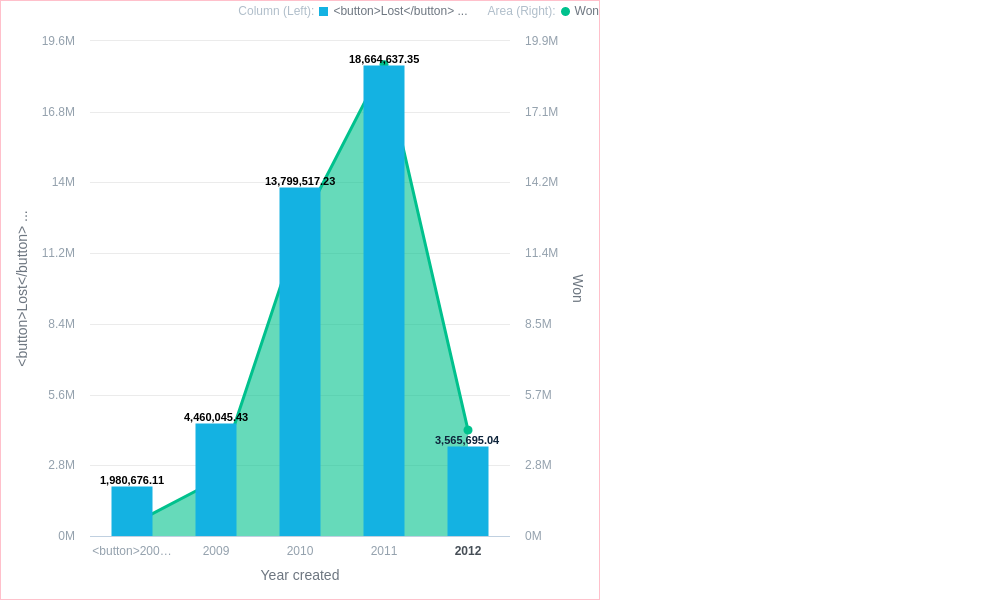 Column (Left): <button>Lost</button> ... Area (Right): Won
19.6M 19.9M
18,664,637.35
16.8M 17.1M
14M 13,799,517.23 14.2M
11.2M 11.4M
<button>Lost</button> ...
Won
8.4M 8.5M
5.6M 5.7M
4,460,045.43
3,565,695.04
2.8M 2.8M
1,980,676.11
0M 0M
<button>200… 2009 2010 2011 2012
Year created